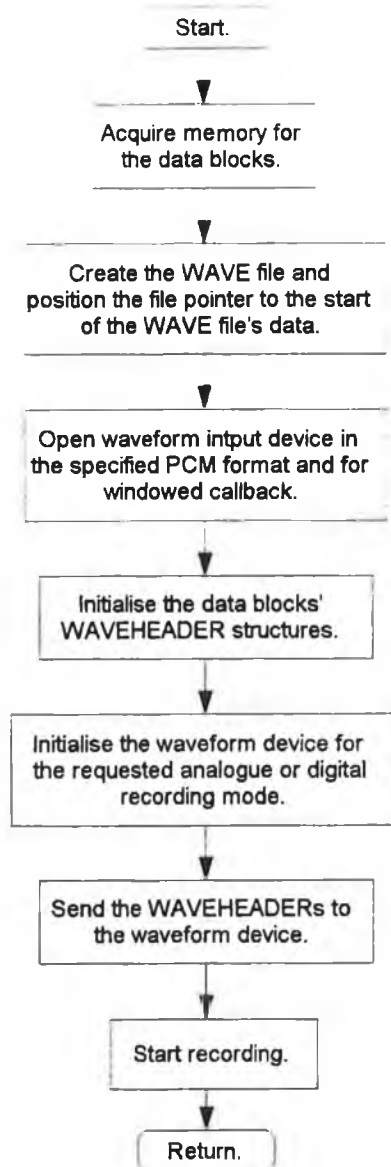 Start.
Acquire memory for
the data blocks.
Create the WAVE file and
position the file pointer to the start
of the WAVE file's data.
Open waveform intput device in
the specified PCM format and for
windowed callback.
Initialise the data blocks'
WAVEHEADER structures.
Initialise the waveform device for
the requested analogue or digital
recording mode.
Send the WAVEHEADERs to
the waveform device.
Start recording.
Return.